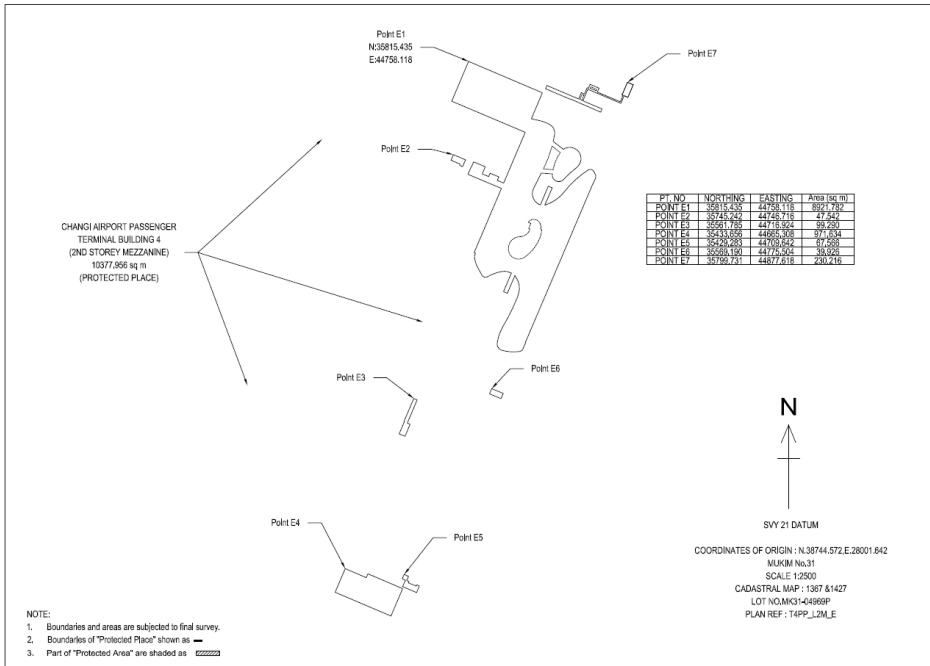 Point E1
N:35815.435
E:44758.118
Point E7
Point E2
CHANGI AIRPORT PASSENGER
TERMINAL BUILDING 4
(2ND STOREY MEZZANINE)
10377.956 sq m
(PROTECTED PLACE)
PT. NO NORTHING EASTING Area (sq m)
POINT E1 35815.435 44758.118 8921.782
POINT E2 35745.242 44746.716 47.542
POINT E3 35561.785 44716.924 99.290
POINT E4 35433.656 44665.308 971.634
POINT E5 35429.283 44709.642 67.566
POINT E6 35569.190 44775.504 39.926
POINT E7 35799.731 44877.618 230.216
Point E3
Point E6
N
Point E4
Point E5
SVY 21 DATUM
COORDINATES OF ORIGIN : N.38744.572,E.28001.642
MUKIM No.31
SCALE 1:2500
CADASTRAL MAP : 1367 &1427
LOT NO.MK31-04969P
PLAN REF : T4PP_L2M_E
NOTE:
1. Boundaries and areas are subjected to final survey.
2. Boundaries of "Protected Place" shown as
3. Part of "Protected Area" are shaded as